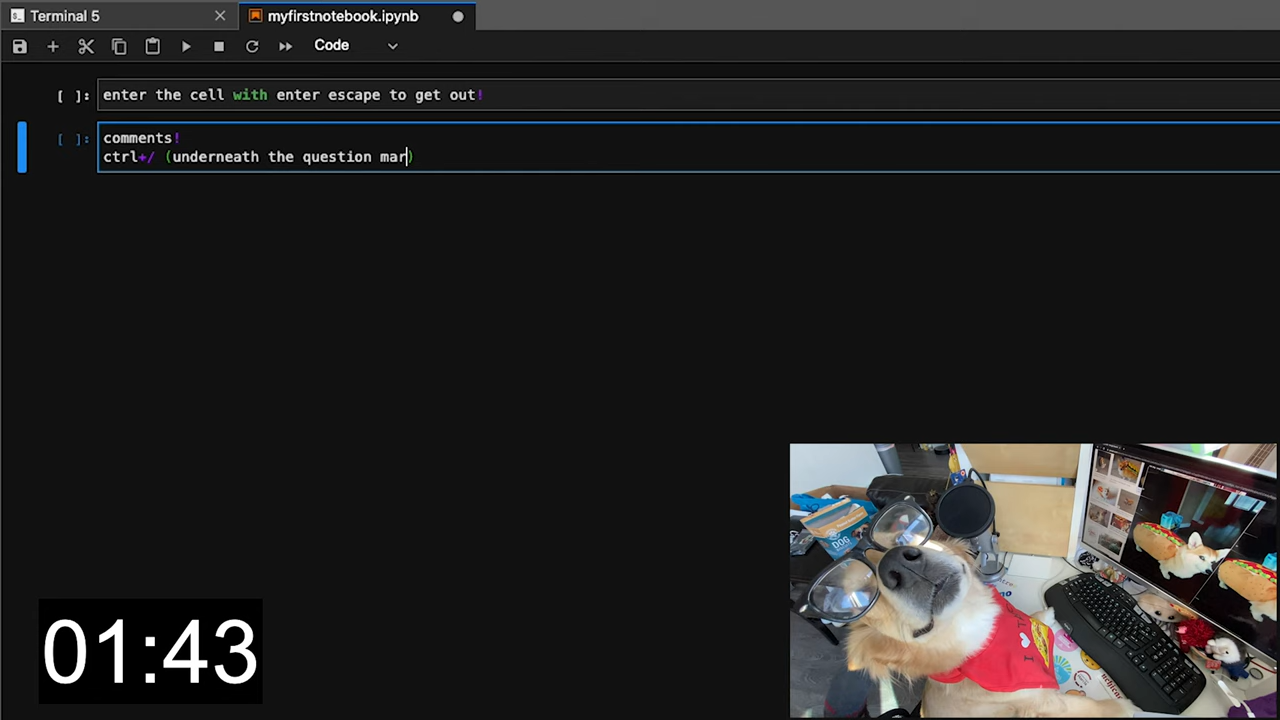 Terminal 5
myfirstnotebook.ipynb
Code
[ ]: enter the cell with enter escape to get out!
[ ]: comments!
ctrl+/ (underneath the question mar)
DOG
I
01:43